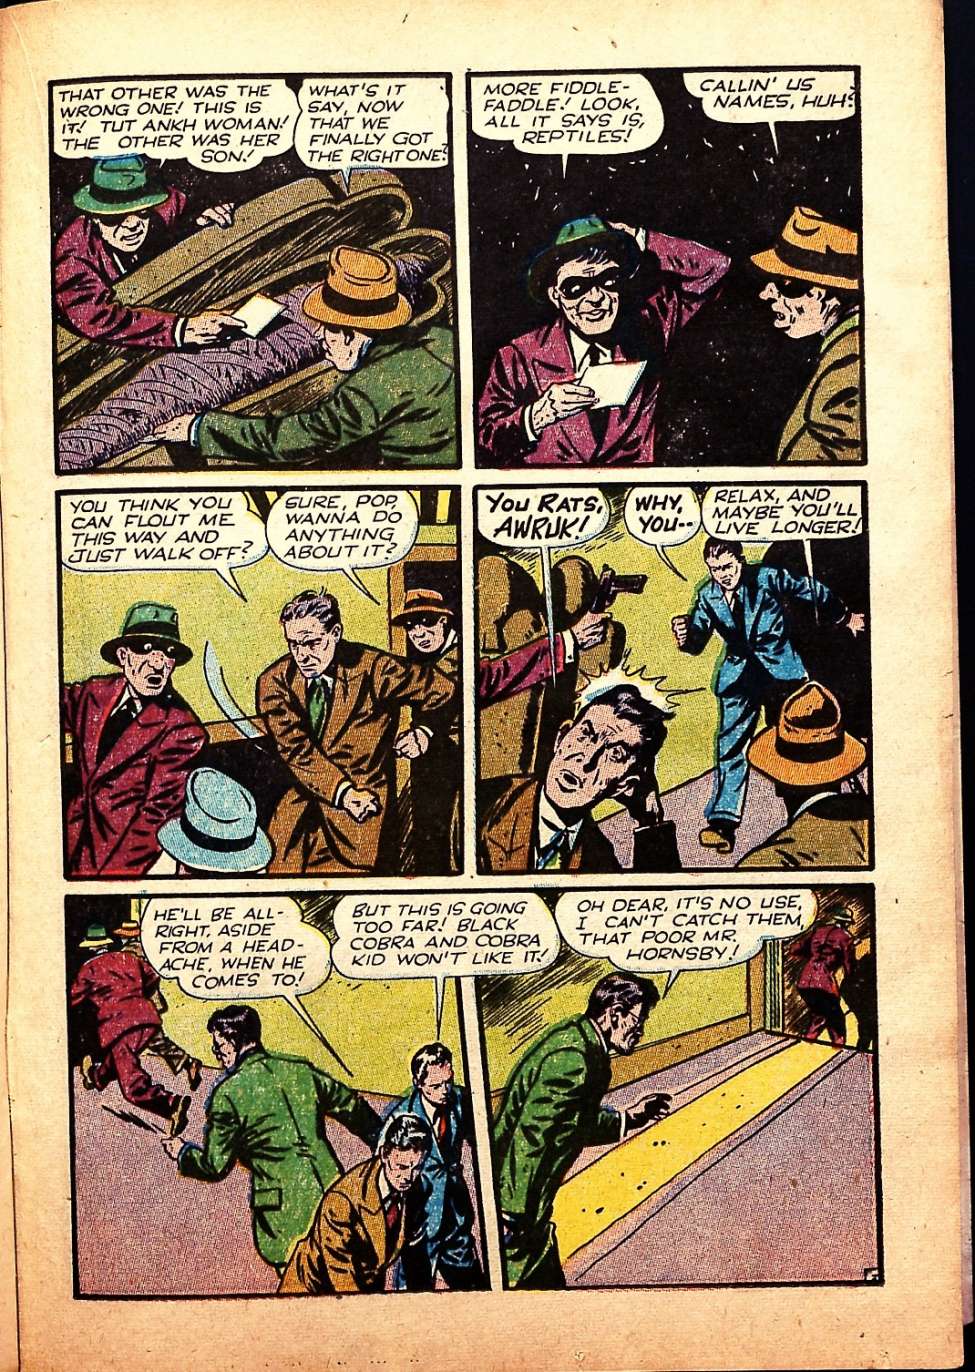 THAT OTHER WAS THE
WRONG ONE! THIS IS
IT! TUT ANKH WOMAN!
THE OTHER WAS HER
SON!
WHAT'S IT
SAY, NOW
THAT WE
FINALLY GOT
THE RIGHT ONE?
MORE FIDDLE-
FADDLE! LOOK,
ALL IT SAYS IS,
REPTILES!
CALLIN' US
NAMES, HUH?
YOU THINK YOU
CAN FLOUT ME
THIS WAY AND
JUST WALK OFF?
SURE, POP,
WANNA DO
ANYTHING
ABOUT IT?
YOU RATS,
AWRUK!
WHY,
YOU--
RELAX, AND
MAYBE YOU'LL
LIVE LONGER!
HE'LL BE ALL-
RIGHT, ASIDE
FROM A HEAD-
ACHE, WHEN HE
COMES TO!
BUT THIS IS GOING
TOO FAR! BLACK
COBRA AND COBRA
KID WON'T LIKE IT!
OH DEAR, IT'S NO USE,
I CAN'T CATCH THEM,
THAT POOR MR.
HORNSBY!